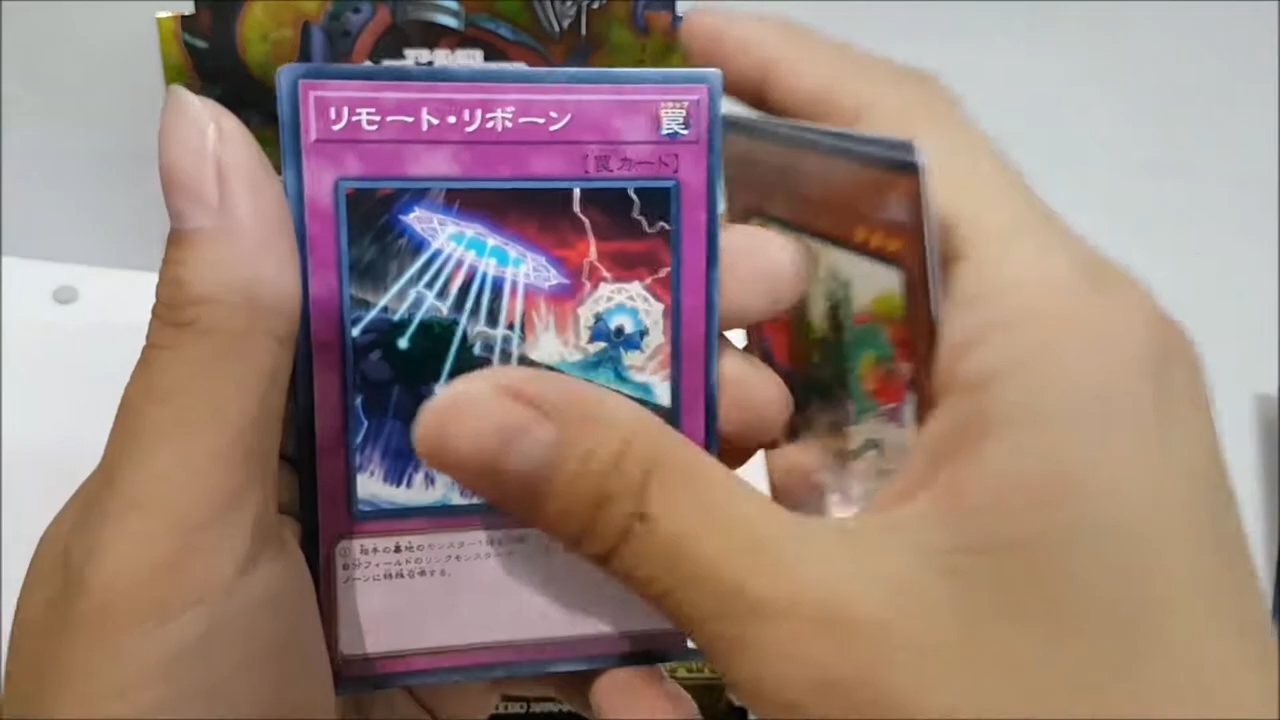 リモート・リボーン
トラップ
罠
[罠カード]
① 相手の墓地のモンスター1体を
自分フィールドのリンクモンスター
ゾーンに特殊召喚する。